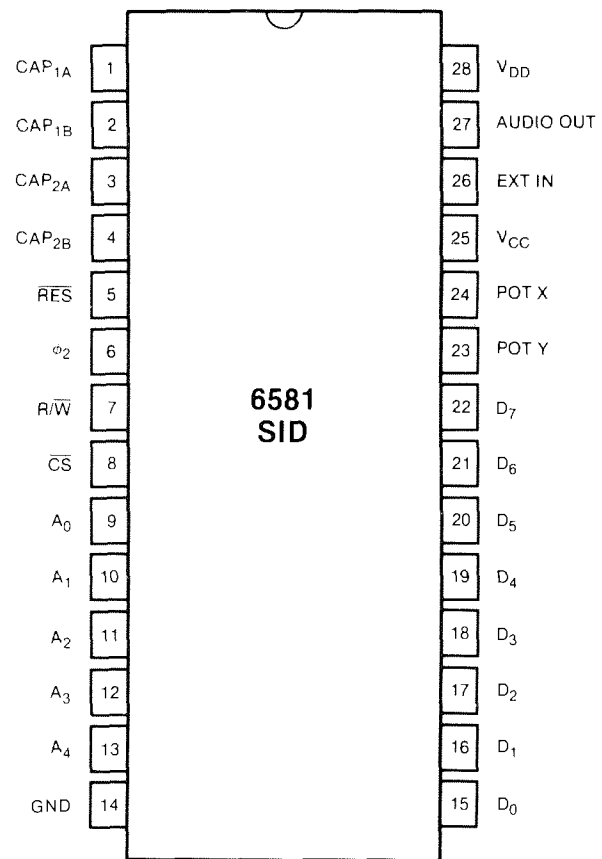 CAP1A 1 28 VDD
CAP1B 2 27 AUDIO OUT
CAP2A 3 26 EXT IN
CAP2B 4 25 VCC
R̅E̅S̅ 5 24 POT X
Φ2 6 23 POT Y
R/W̅ 7 22 D7
6581
SID
C̅S̅ 8 21 D6
A0 9 20 D5
A1 10 19 D4
A2 11 18 D3
A3 12 17 D2
A4 13 16 D1
GND 14 15 D0